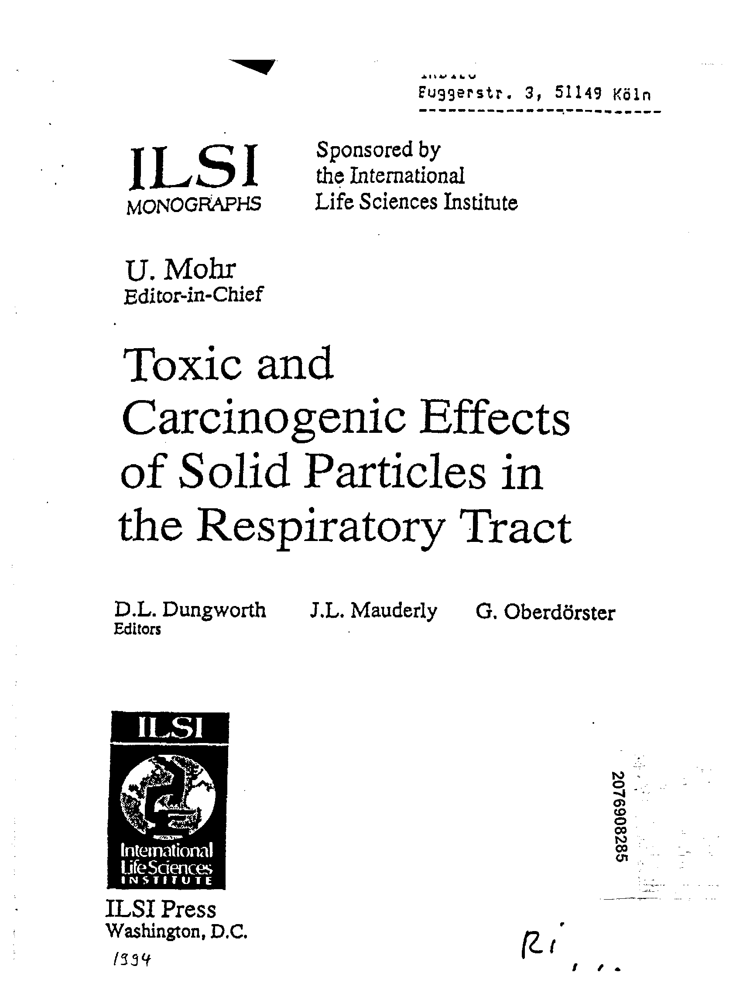 Fuggerstr. 3, 51149 Köln
ILSI
MONOGRAPHS
Sponsored by
the International
Life Sciences Institute
U. Mohr
Editor-in-Chief
Toxic and
Carcinogenic Effects
of Solid Particles in
the Respiratory Tract
D.L. Dungworth J.L. Mauderly G. Oberdörster
Editors
ILSI
International
Life Sciences
INSTITUTE
ILSI Press
Washington, D.C.
1994
2076908285
Ri